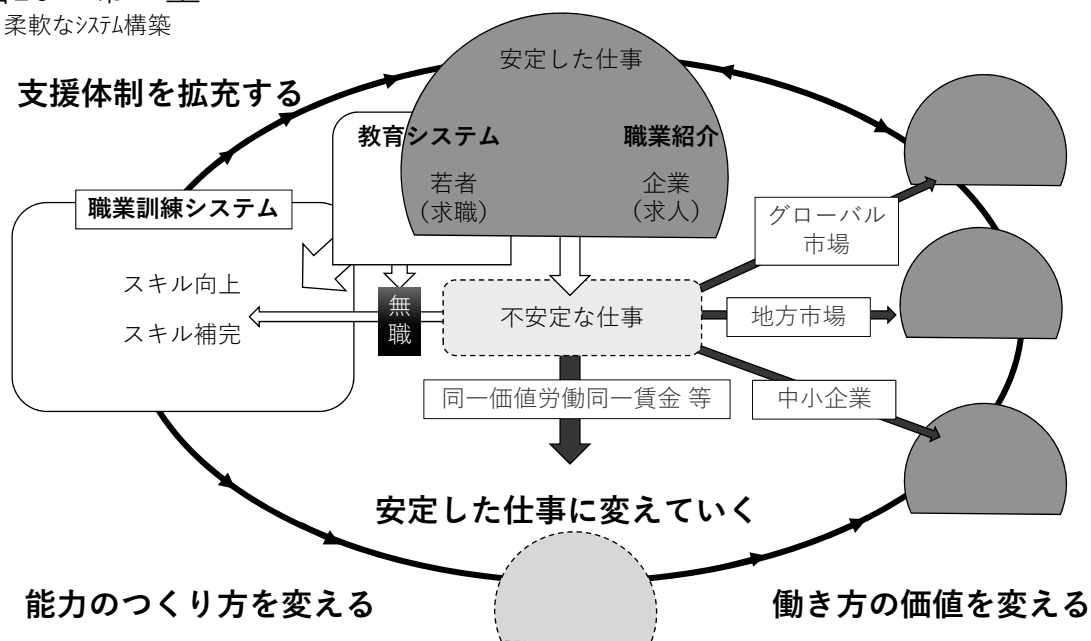 柔軟なシステム構築
安定した仕事
支援体制を拡充する
教育システム
職業紹介
若者
(求職)
企業
(求人)
職業訓練システム
グローバル
市場
スキル向上
スキル補完
無
職
不安定な仕事
地方市場
同一価値労働同一賃金 等
中小企業
安定した仕事に変えていく
能力のつくり方を変える
働き方の価値を変える